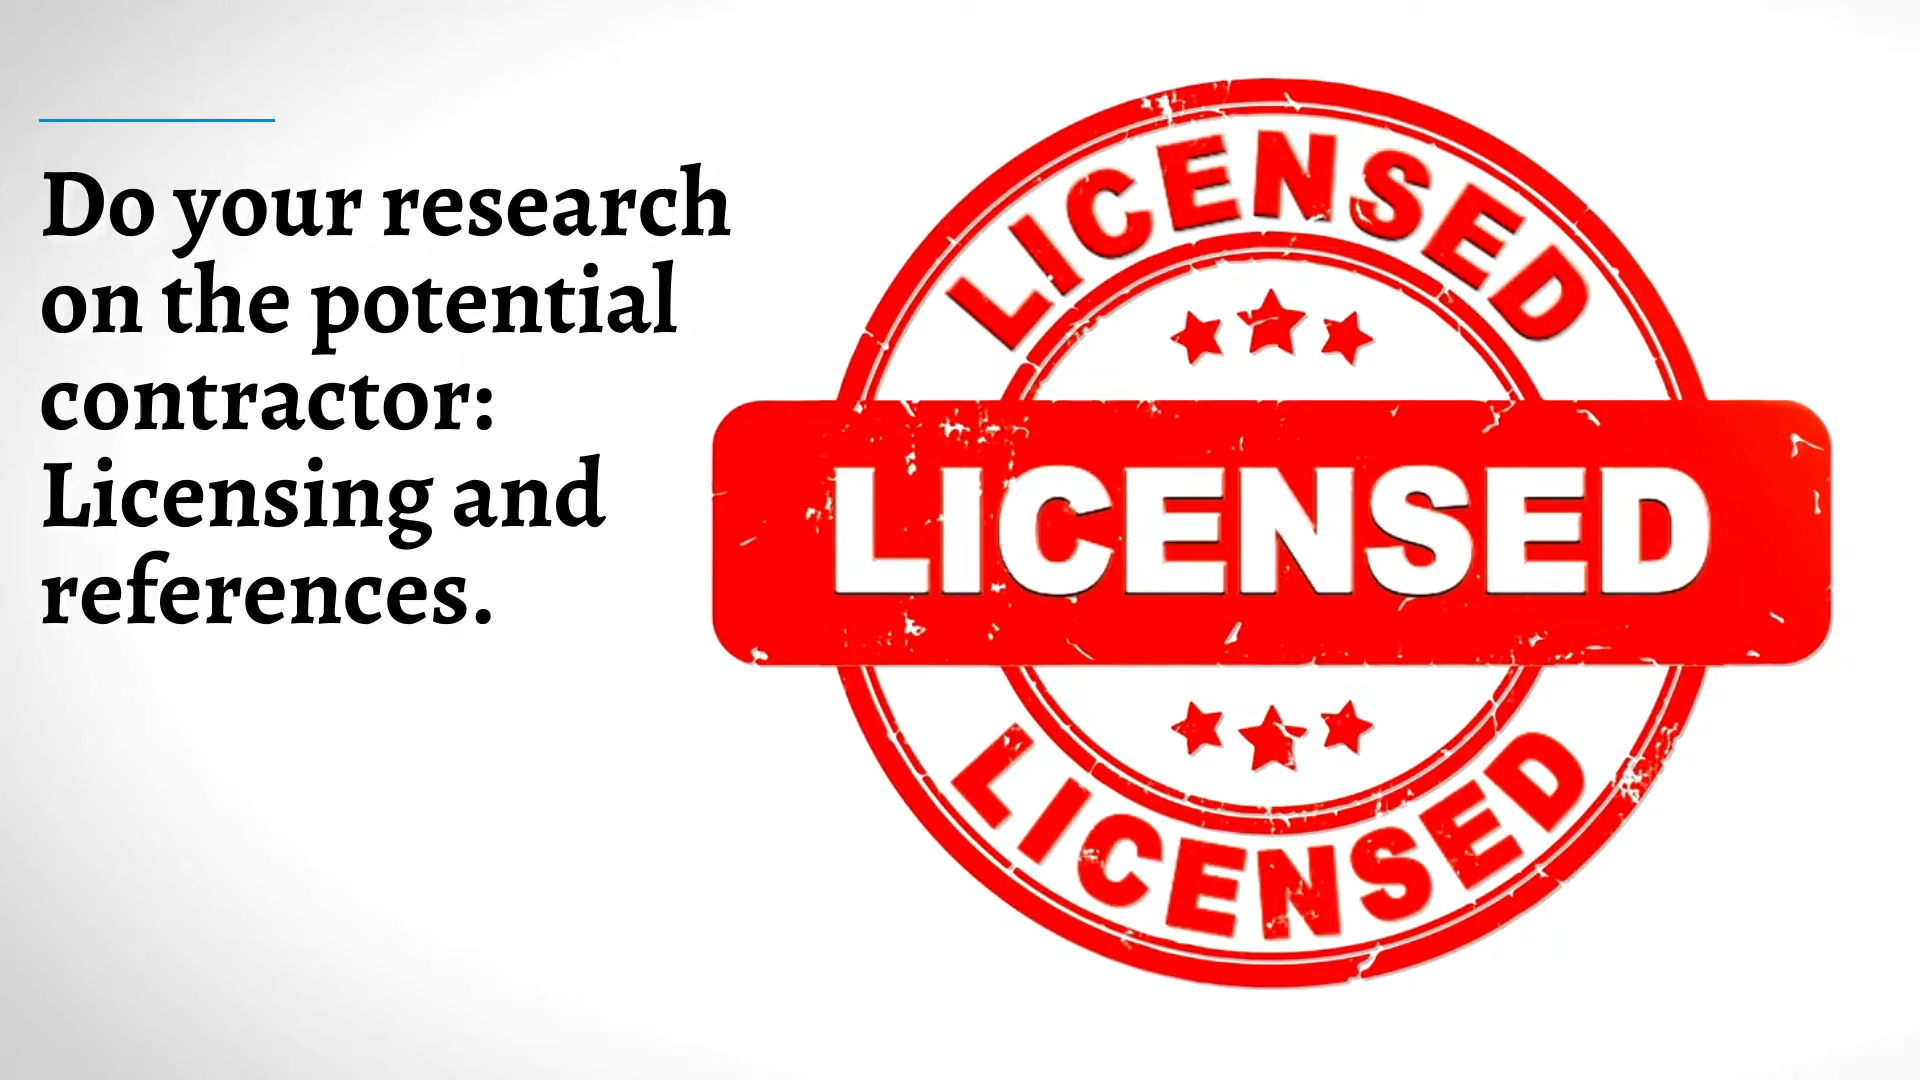 Do your research
on the potential
contractor:
Licensing and
references.
LICENSED
LICENSED
LICENSED